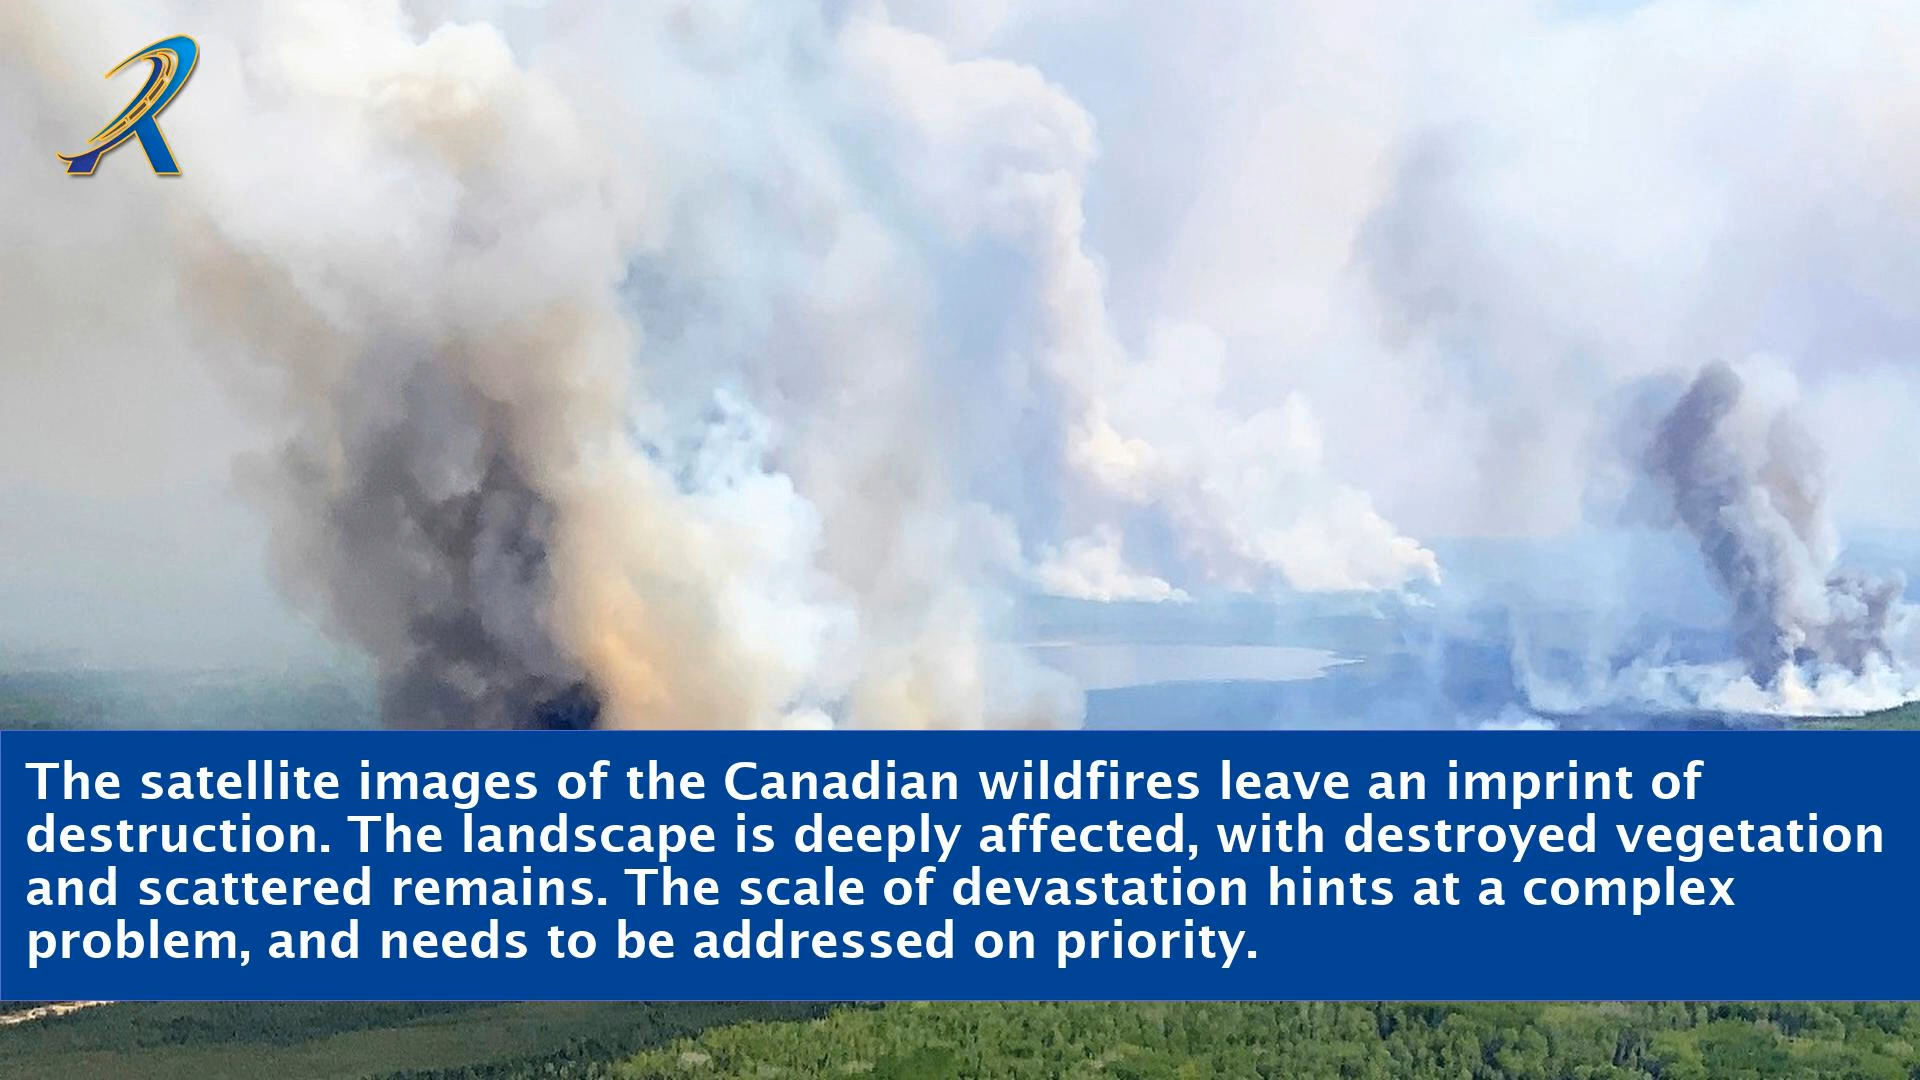 The satellite images of the Canadian wildfires leave an imprint of
destruction. The landscape is deeply affected, with destroyed vegetation
and scattered remains. The scale of devastation hints at a complex
problem, and needs to be addressed on priority.